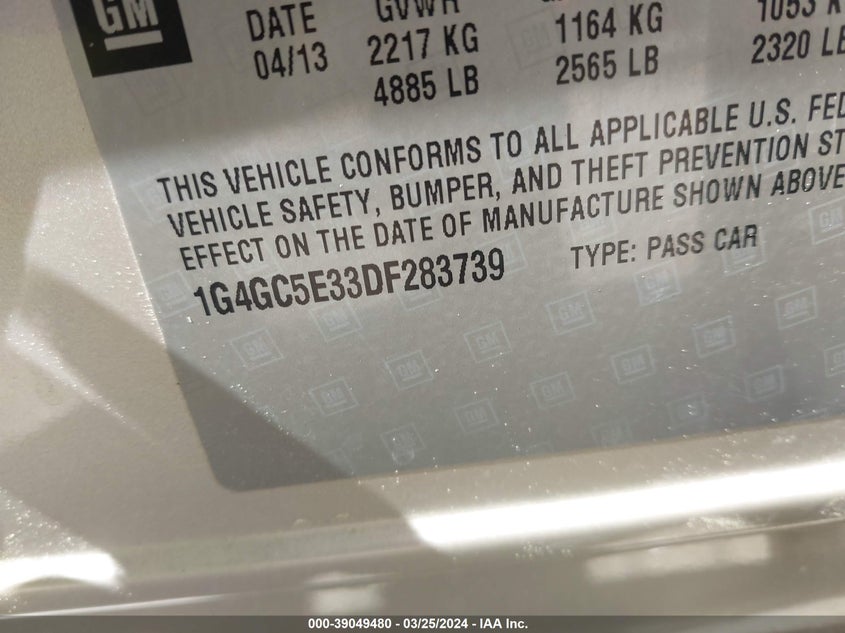 GM
DATE GVWR
04/13 2217 KG 1164 KG 1053 K
4885 LB 2565 LB 2320 LB
THIS VEHICLE CONFORMS TO ALL APPLICABLE U.S. FED
VEHICLE SAFETY, BUMPER, AND THEFT PREVENTION ST
EFFECT ON THE DATE OF MANUFACTURE SHOWN ABOVE
1G4GC5E33DF283739 TYPE: PASS CAR
000-39049480 - 03/25/2024 - IAA Inc.